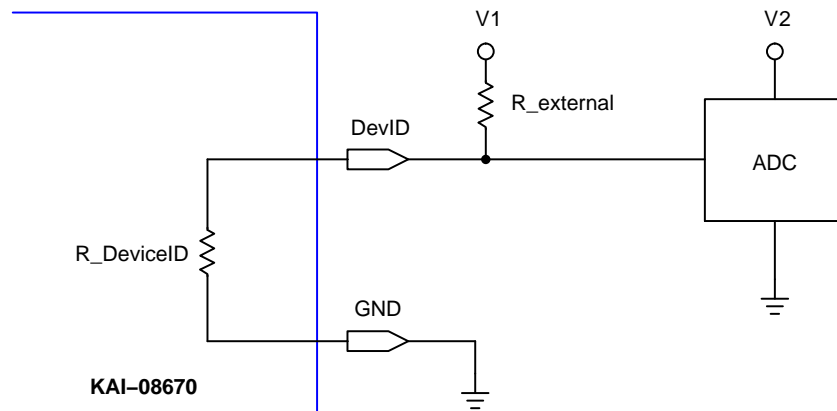 V1
V2
R_external
DevID
ADC
R_DeviceID
GND
KAI–08670